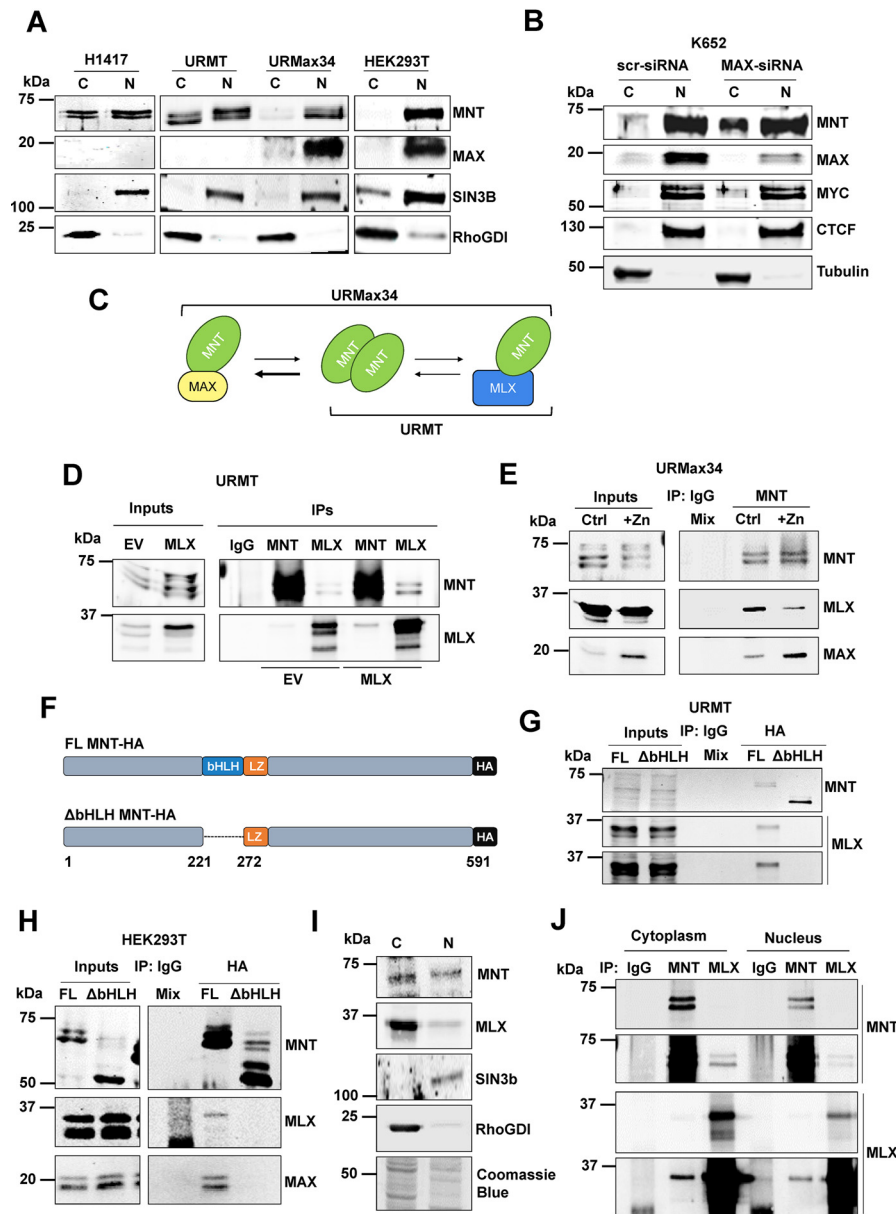 A
H1417 URMT URMax34 HEK293T
kDa C N C N C N C N
75 MNT
20 MAX
100 SIN3B
25 RhoGDI
B
K652
scr-siRNA MAX-siRNA
kDa C N C N
75 MNT
20 MAX
50 MYC
130 CTCF
50 Tubulin
C
URMax34
MNT MNT MNT MNT
MAX MLX
URMT
D
URMT
Inputs IPs
kDa EV MLX IgG MNT MLX MNT MLX
75 MNT
37 MLX
EV MLX
E
URMax34
Inputs IP: IgG MNT
kDa Ctrl +Zn Mix Ctrl +Zn
75 MNT
37 MLX
20 MAX
F
FL MNT-HA
bHLH LZ HA
ΔbHLH MNT-HA
LZ HA
1 221 272 591
G
URMT
Inputs IP: IgG HA
kDa FL ΔbHLH Mix FL ΔbHLH
75 MNT
37 MLX
37
H
HEK293T
Inputs IP: IgG HA
kDa FL ΔbHLH Mix FL ΔbHLH
75 MNT
50
37 MLX
20 MAX
I
kDa C N
75 MNT
37 MLX
100 SIN3b
25 RhoGDI
50 Coomassie
Blue
J
Cytoplasm Nucleus
kDa IP: IgG MNT MLX IgG MNT MLX
75 MNT
75
37 MLX
37